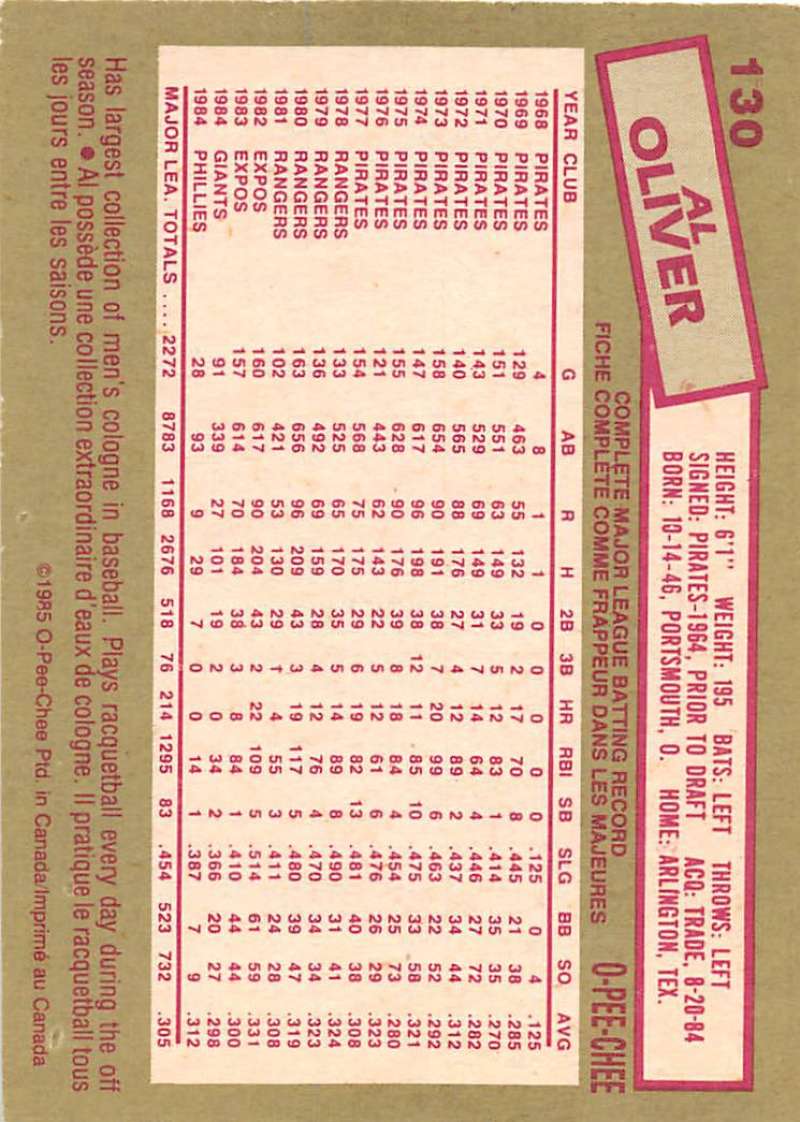 130
AL
OLIVER
HEIGHT: 6'1" WEIGHT: 195 BATS: LEFT THROWS: LEFT
SIGNED: PIRATES-1964, PRIOR TO DRAFT ACQ: TRADE, 8-20-84
BORN: 10-14-46, PORTSMOUTH, O. HOME: ARLINGTON, TEX.
COMPLETE MAJOR LEAGUE BATTING RECORD
FICHE COMPLÈTE COMME FRAPPEUR DANS LES MAJEURES
O-PEE-CHEE
YEAR CLUB G AB R H 2B 3B HR RBI SB SLG BB SO AVG
1968 PIRATES 4 8 1 1 0 0 0 0 0 .125 0 4 .125
1969 PIRATES 129 463 55 132 19 2 17 70 8 .445 21 38 .285
1970 PIRATES 151 551 63 149 33 5 12 83 1 .414 35 35 .270
1971 PIRATES 143 529 69 149 31 7 14 64 4 .446 27 72 .282
1972 PIRATES 140 565 88 176 27 4 12 89 2 .437 34 44 .312
1973 PIRATES 158 654 90 191 38 7 20 99 6 .463 22 52 .292
1974 PIRATES 147 617 96 198 38 12 11 85 10 .475 33 58 .321
1975 PIRATES 155 628 90 176 39 8 18 84 4 .454 25 73 .280
1976 PIRATES 121 443 62 143 22 5 12 61 6 .476 26 29 .323
1977 PIRATES 154 568 75 175 29 6 19 82 13 .481 40 38 .308
1978 RANGERS 133 525 65 170 35 5 14 89 8 .490 31 41 .324
1979 RANGERS 136 492 69 159 28 4 12 76 4 .470 34 34 .323
1980 RANGERS 163 656 96 209 43 3 19 117 5 .480 39 47 .319
1981 RANGERS 102 421 53 130 29 1 4 55 3 .411 24 28 .308
1982 EXPOS 160 617 90 204 43 2 22 109 5 .514 61 59 .331
1983 EXPOS 157 614 70 184 38 3 8 84 1 .410 44 44 .300
1984 GIANTS 91 339 27 101 19 2 0 34 2 .366 20 27 .298
1984 PHILLIES 28 93 9 29 7 0 0 14 1 .387 7 9 .312
MAJOR LEA. TOTALS .... 2272 8783 1168 2676 518 76 214 1295 83 .454 523 732 .305
Has largest collection of men's cologne in baseball. Plays racquetball every day during the off
season. ● Al possède une collection extraordinaire d'eaux de cologne. Il pratique le racquetball tous
les jours entre les saisons.
©1985 O-Pee-Chee Ptd. in Canada/Imprimé au Canada